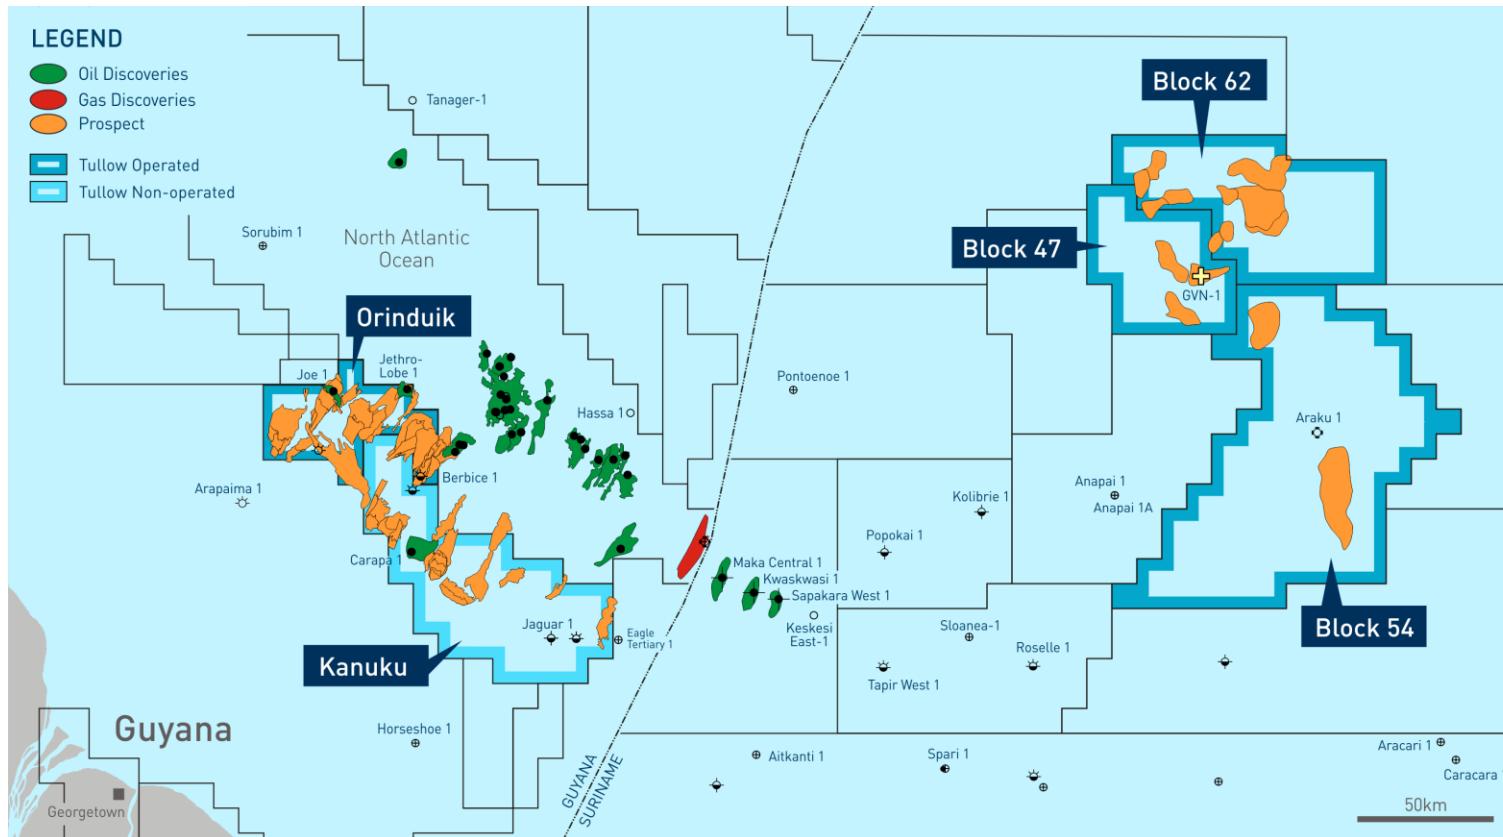 LEGEND
Oil Discoveries
Gas Discoveries
Prospect
Tullow Operated
Tullow Non-operated
Tanager-1
Block 62
Sorubim 1
North Atlantic
Ocean
Block 47
GVN-1
Orinduik
Joe 1
Jethro-
Lobe 1
Pontoenoe 1
Hassa 1
Araku 1
Berbice 1
Arapaima 1
Anapai 1
Anapai 1A
Kolibrie 1
Popokai 1
Carapa 1
Maka Central 1
Kwaskwasi 1
Sapakara West 1
Keskesi
East-1
Sloanea-1
Roselle 1
Block 54
Jaguar 1
Eagle
Tertiary 1
Kanuku
Tapir West 1
Guyana
Horseshoe 1
GUYANA
SURINAME
Aitkanti 1
Spari 1
Aracari 1
Caracara
Georgetown
50km